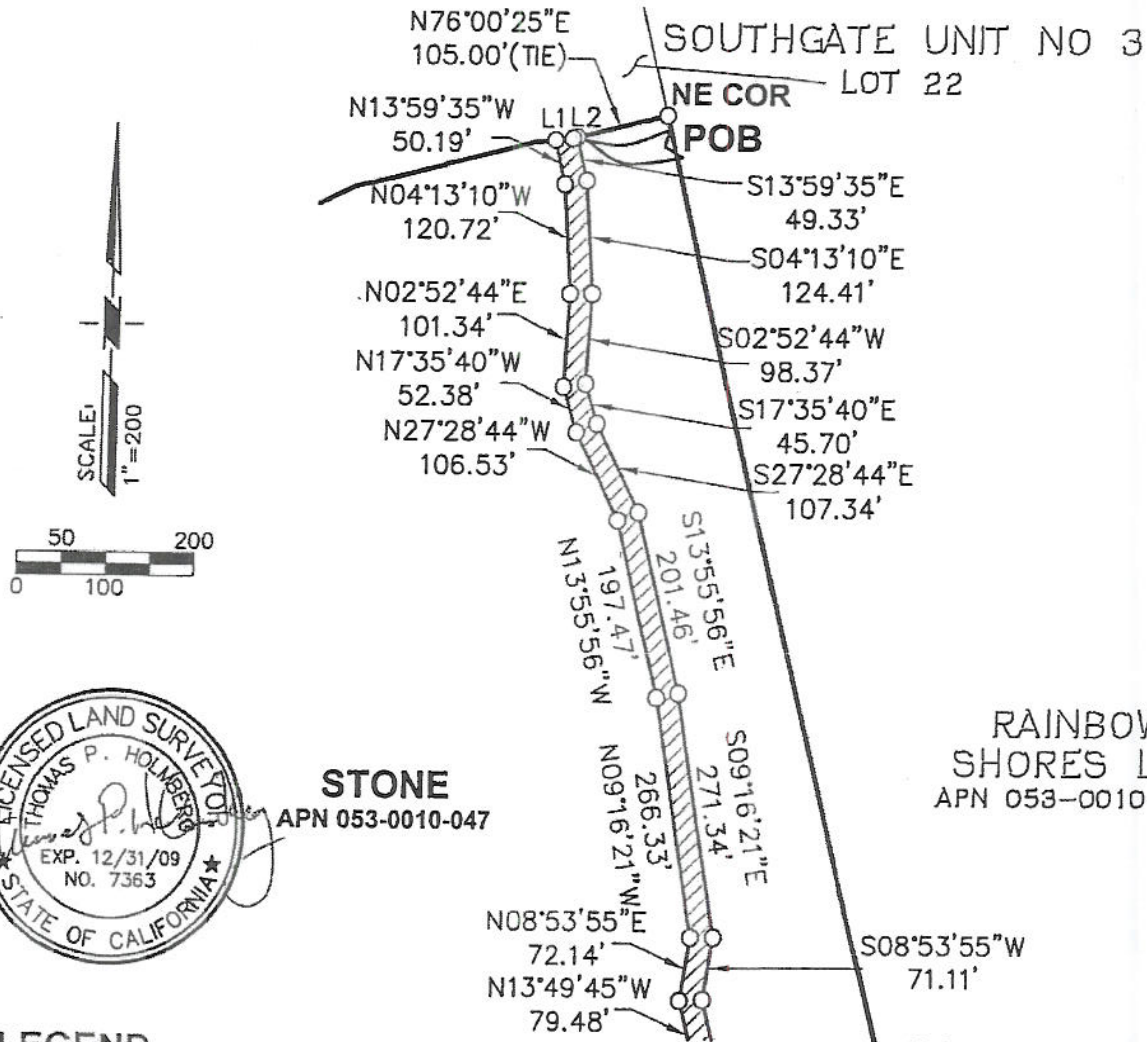 N76°00'25"E
105.00'(TIE)
SOUTHGATE UNIT NO 3
LOT 22
NE COR
POB
N13°59'35"W
50.19'
L1 L2
N04°13'10"W
120.72'
S13°59'35"E
49.33'
S04°13'10"E
124.41'
N02°52'44"E
101.34'
S02°52'44"W
98.37'
N17°35'40"W
52.38'
S17°35'40"E
45.70'
N27°28'44"W
106.53'
S27°28'44"E
107.34'
SCALE:
1"=200
50 200
0 100
S13°55'56"E
201.46'
197.47'
N13°55'56"W
S09°16'21"E
271.34'
266.33'
N09°16'21"W
RAINBOW
SHORES
APN 053-0010
STONE
APN 053-0010-047
LICENSED LAND SURVEYOR
THOMAS P. HOLMBERG
EXP. 12/31/09
NO. 7363
STATE OF CALIFORNIA
N08°53'55"E
72.14'
S08°53'55"W
71.11'
N13°49'45"W
79.48'
LEGEND